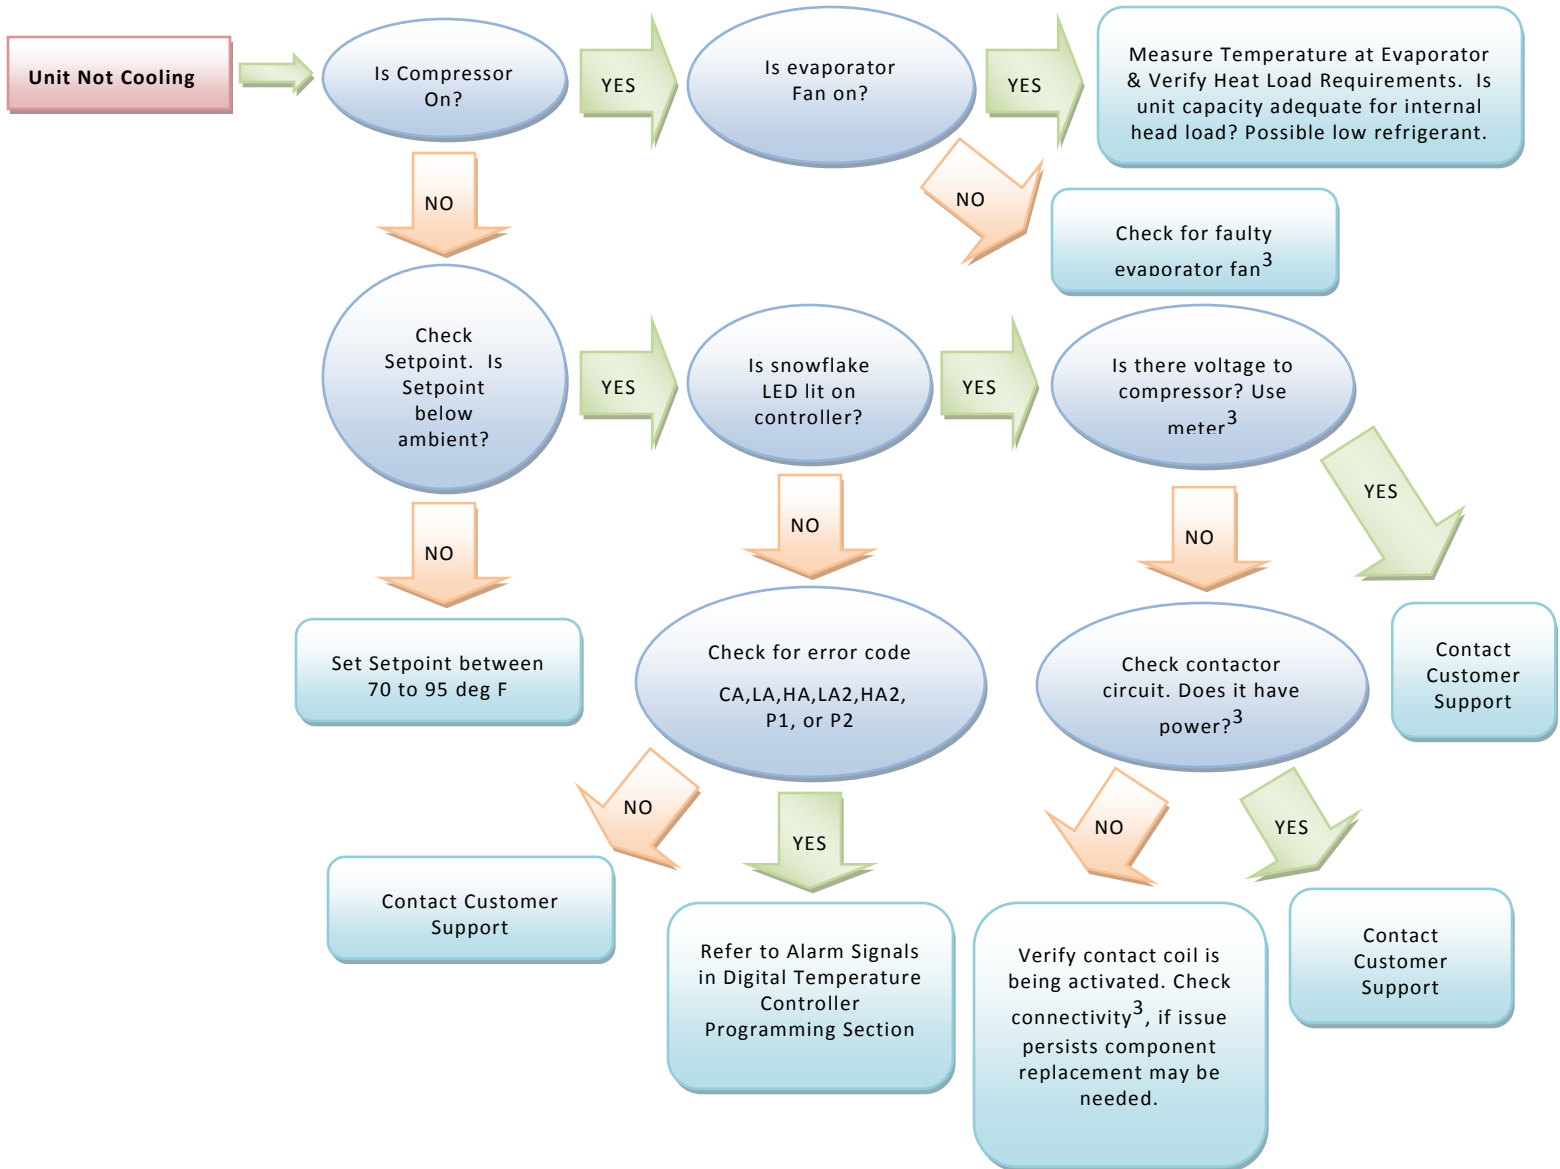 Unit Not Cooling
Is Compressor
On?
YES
Is evaporator
Fan on?
YES
Measure Temperature at Evaporator
& Verify Heat Load Requirements. Is
unit capacity adequate for internal
head load? Possible low refrigerant.
NO
NO
Check for faulty
evaporator fan3
Check
Setpoint. Is
Setpoint
below
ambient?
YES
Is snowflake
LED lit on
controller?
YES
Is there voltage to
compressor? Use
meter3
YES
NO
NO
NO
Set Setpoint between
70 to 95 deg F
Check for error code
CA,LA,HA,LA2,HA2,
P1, or P2
Check contactor
circuit. Does it have
power?3
Contact
Customer
Support
NO
YES
NO
YES
Contact Customer
Support
Refer to Alarm Signals
in Digital Temperature
Controller
Programming Section
Verify contact coil is
being activated. Check
connectivity3, if issue
persists component
replacement may be
needed.
Contact
Customer
Support